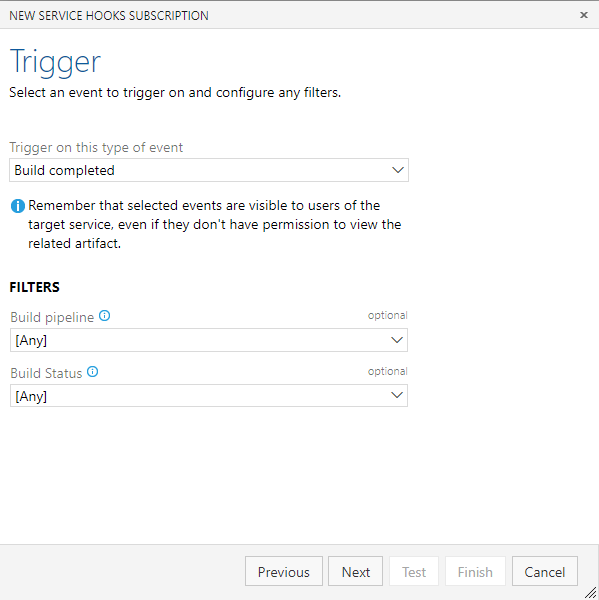 NEW SERVICE HOOKS SUBSCRIPTION
Trigger
Select an event to trigger on and configure any filters.
Trigger on this type of event
Build completed
Remember that selected events are visible to users of the
target service, even if they don't have permission to view the
related artifact.
FILTERS
Build pipeline optional
[Any]
Build Status optional
[Any]
Previous Next Test Finish Cancel